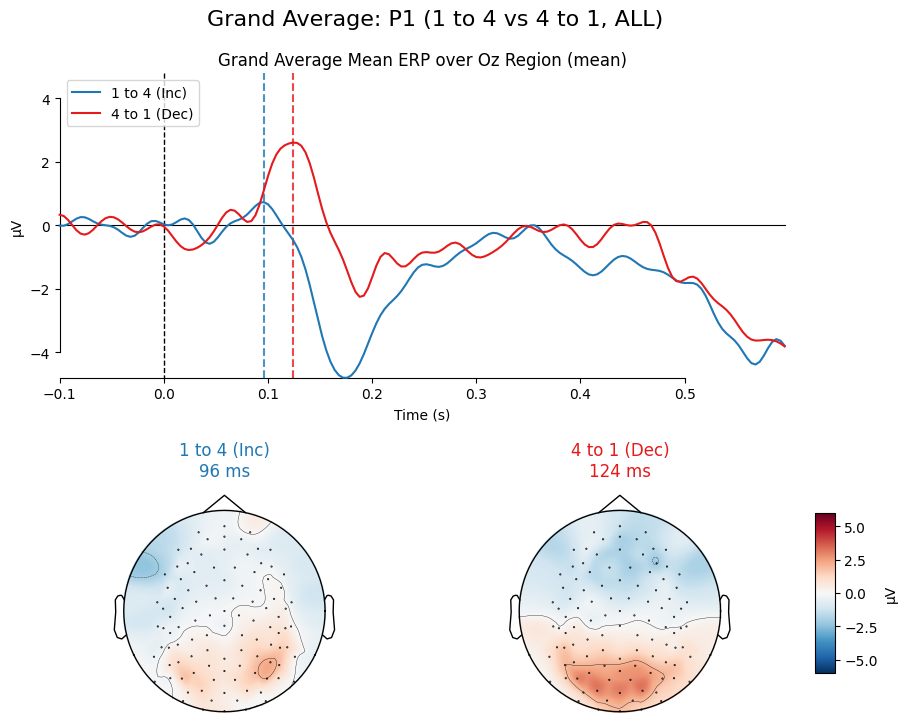 Grand Average: P1 (1 to 4 vs 4 to 1, ALL)
Grand Average Mean ERP over Oz Region (mean)
1 to 4 (Inc)
4 to 1 (Dec)
4
2
0
−2
−4
µV
−0.1 0.0 0.1 0.2 0.3 0.4 0.5
Time (s)
1 to 4 (Inc)
96 ms
4 to 1 (Dec)
124 ms
5.0
2.5
0.0
−2.5
−5.0
µV